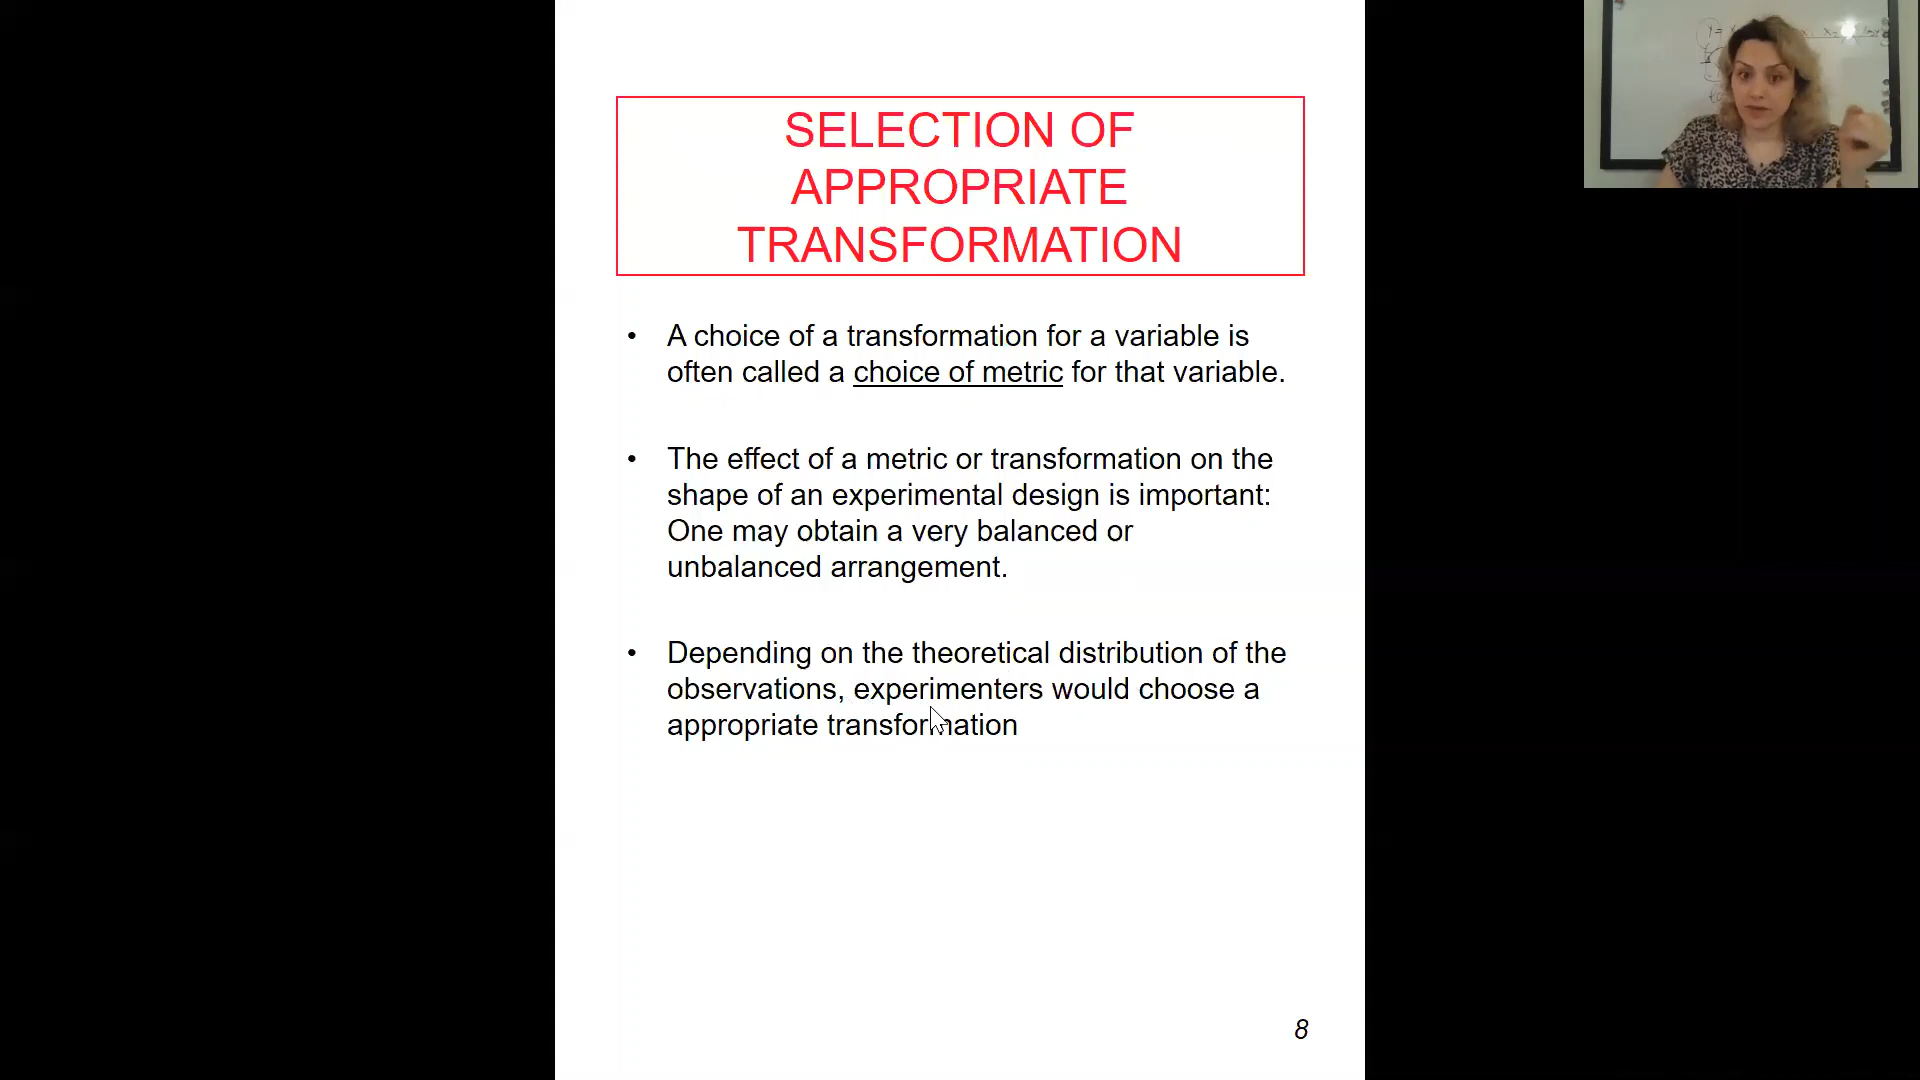 SELECTION OF
APPROPRIATE
TRANSFORMATION
• A choice of a transformation for a variable is
often called a choice of metric for that variable.
• The effect of a metric or transformation on the
shape of an experimental design is important:
One may obtain a very balanced or
unbalanced arrangement.
• Depending on the theoretical distribution of the
observations, experimenters would choose a
appropriate transformation
8